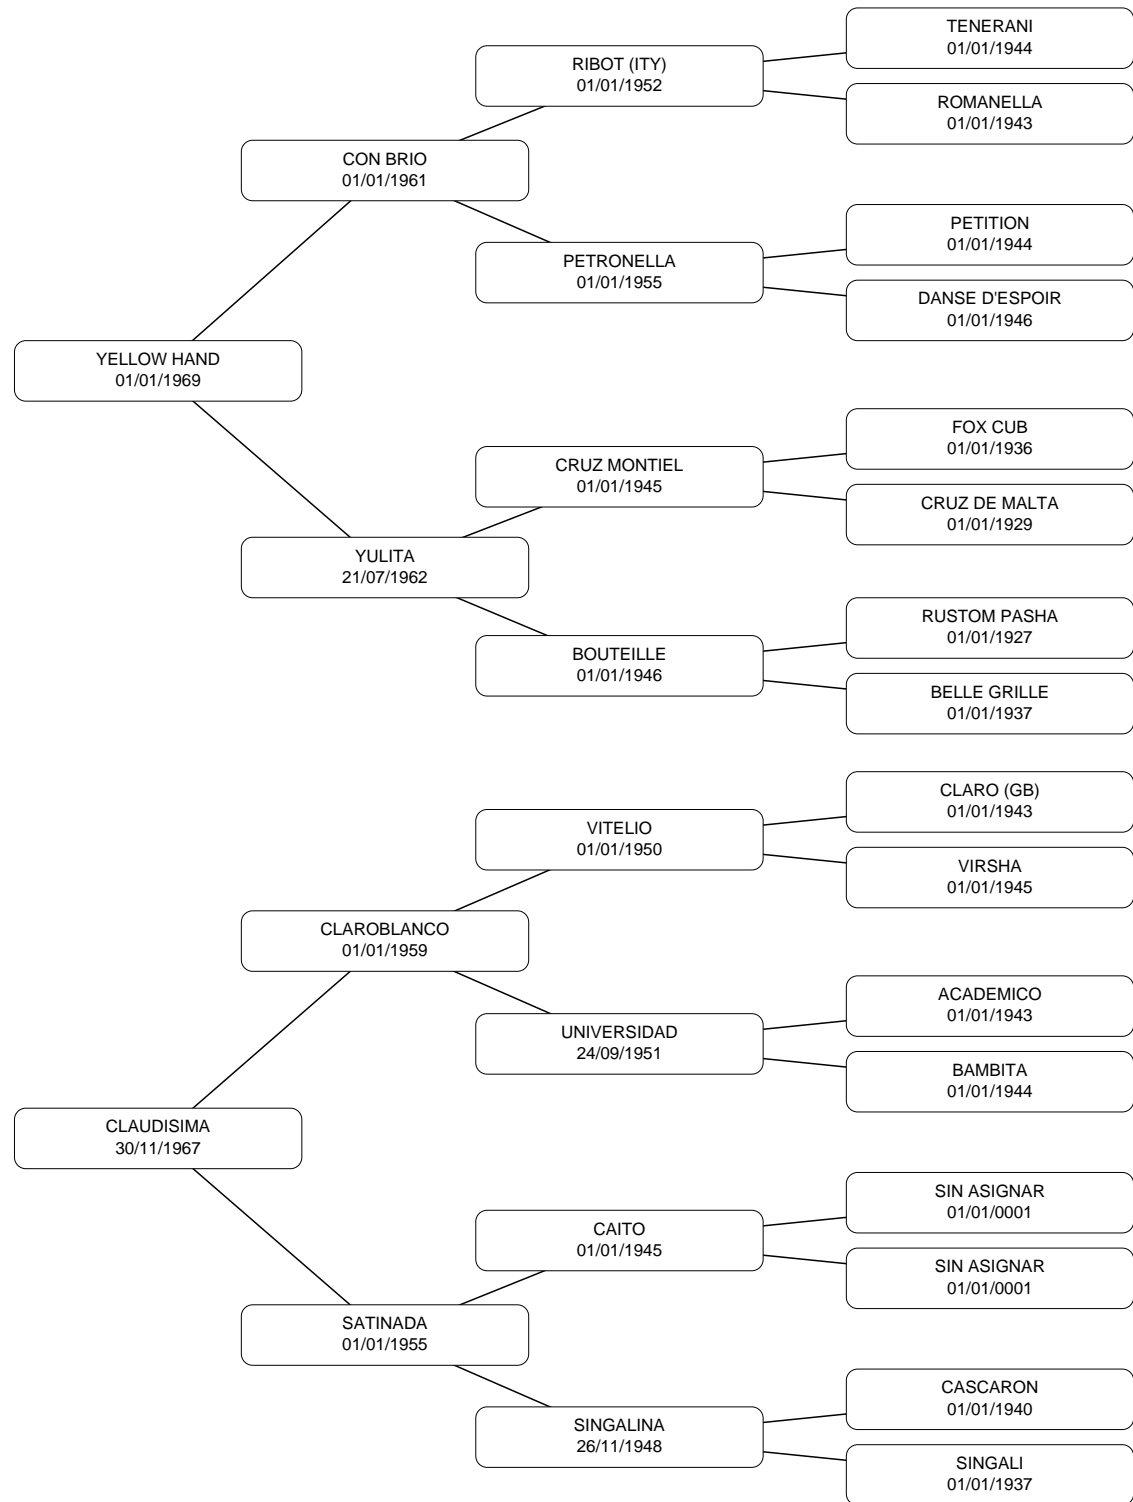 TENERANI
01/01/1944
RIBOT (ITY)
01/01/1952
ROMANELLA
01/01/1943
CON BRIO
01/01/1961
PETITION
01/01/1944
PETRONELLA
01/01/1955
DANSE D'ESPOIR
01/01/1946
YELLOW HAND
01/01/1969
FOX CUB
01/01/1936
CRUZ MONTIEL
01/01/1945
CRUZ DE MALTA
01/01/1929
YULITA
21/07/1962
RUSTOM PASHA
01/01/1927
BOUTEILLE
01/01/1946
BELLE GRILLE
01/01/1937
CLARO (GB)
01/01/1943
VITELIO
01/01/1950
VIRSHA
01/01/1945
CLAROBLANCO
01/01/1959
ACADEMICO
01/01/1943
UNIVERSIDAD
24/09/1951
BAMBITA
01/01/1944
CLAUDISIMA
30/11/1967
SIN ASIGNAR
01/01/0001
CAITO
01/01/1945
SIN ASIGNAR
01/01/0001
SATINADA
01/01/1955
CASCARON
01/01/1940
SINGALINA
26/11/1948
SINGALI
01/01/1937